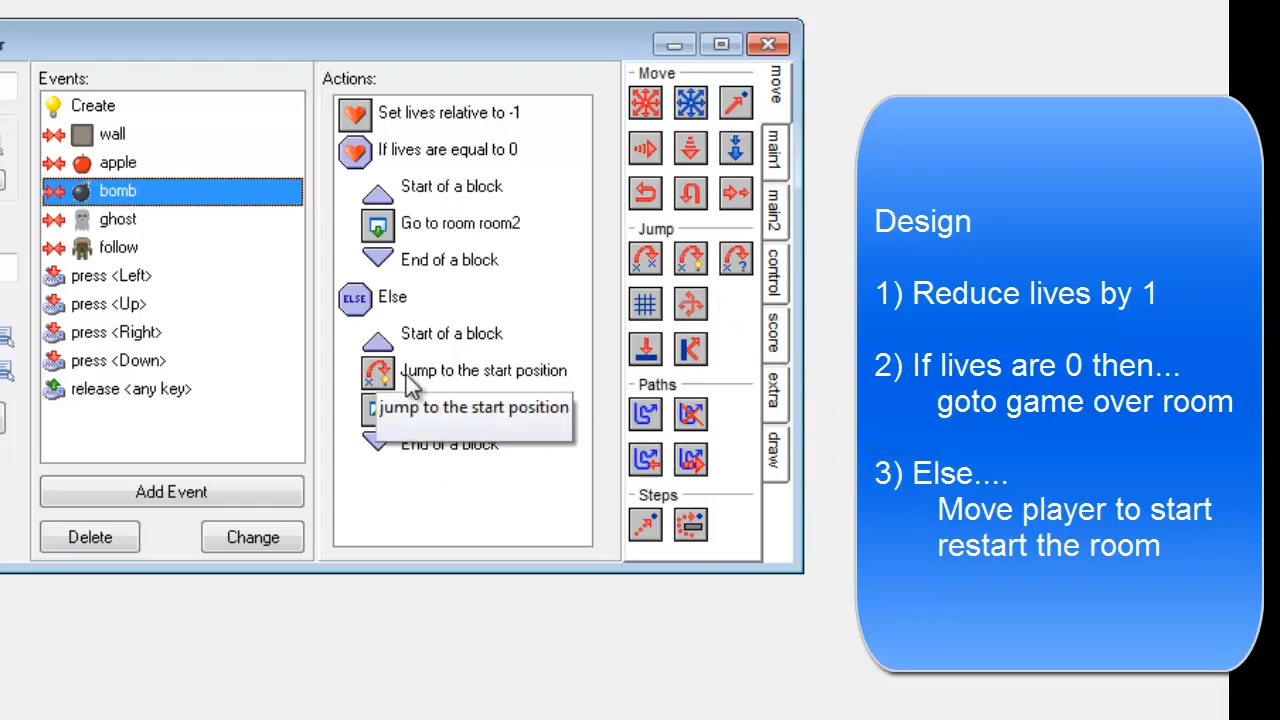 r
Events:
Create
wall
apple
bomb
ghost
follow
press <Left>
press <Up>
press <Right>
press <Down>
release <any key>
Add Event
Delete
Change
Actions:
Set lives relative to -1
If lives are equal to 0
Start of a block
Go to room room2
End of a block
ELSE
Else
Start of a block
Jump to the start position
jump to the start position
End of a block
Move
Jump
Paths
Steps
move
main1
main2
control
score
extra
draw
Design
1) Reduce lives by 1
2) If lives are 0 then...
goto game over room
3) Else....
Move player to start
restart the room